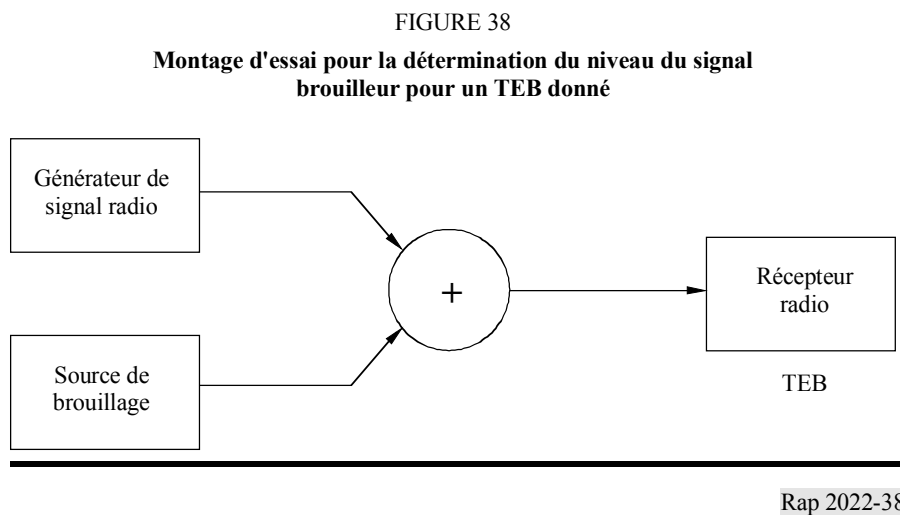 FIGURE 38
Montage d'essai pour la détermination du niveau du signal
brouilleur pour un TEB donné
Générateur de
signal radio
+
Récepteur
radio
Source de
brouillage
TEB
Rap 2022-38